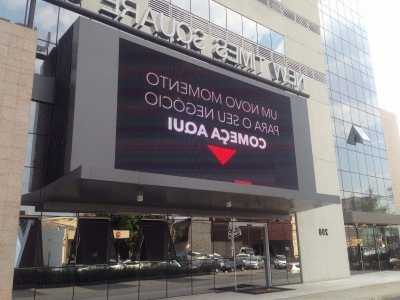 NEW TIMES SQUARE
UM NOVO MOMENTO
PARA O SEU NEGÓCIO
COMEÇA AQUI